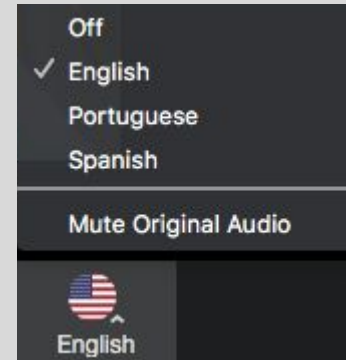 Off
English
Portuguese
Spanish
Mute Original Audio
English